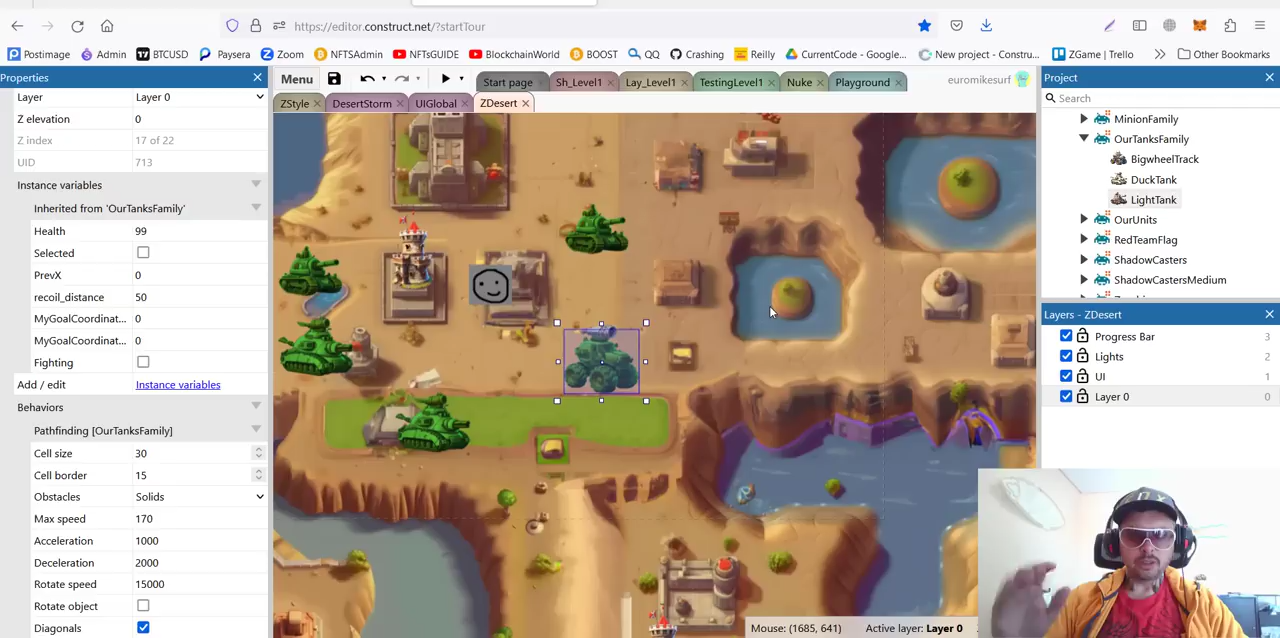 https://editor.construct.net/?startTour
Postimage Admin BTCUSD Paysera Zoom NFTSAdmin NFTsGUIDE BlockchainWorld BOOST QQ Crashing Reilly CurrentCode - Google... New project - Constru... ZGame | Trello Other Bookmarks
Properties
Menu
Start page Sh_Level1 Lay_Level1 TestingLevel1 Nuke Playground
euromikesurf
Project
Layer Layer 0
ZStyle DesertStorm UIGlobal ZDesert
Search
Z elevation 0
MinionFamily
Z index 17 of 22
OurTanksFamily
UID 713
BigwheelTrack
Instance variables
DuckTank
Inherited from 'OurTanksFamily'
LightTank
Health 99
OurUnits
Selected
RedTeamFlag
PrevX 0
ShadowCasters
recoil_distance 50
ShadowCastersMedium
MyGoalCoordinat... 0
Layers - ZDesert
MyGoalCoordinat... 0
Progress Bar 3
Fighting
Lights 2
Add / edit Instance variables
UI 1
Behaviors
Layer 0 0
Pathfinding [OurTanksFamily]
Cell size 30
Cell border 15
Obstacles Solids
Max speed 170
Acceleration 1000
Deceleration 2000
Rotate speed 15000
Rotate object
Diagonals
Mouse: (1685, 641) Active layer: Layer 0